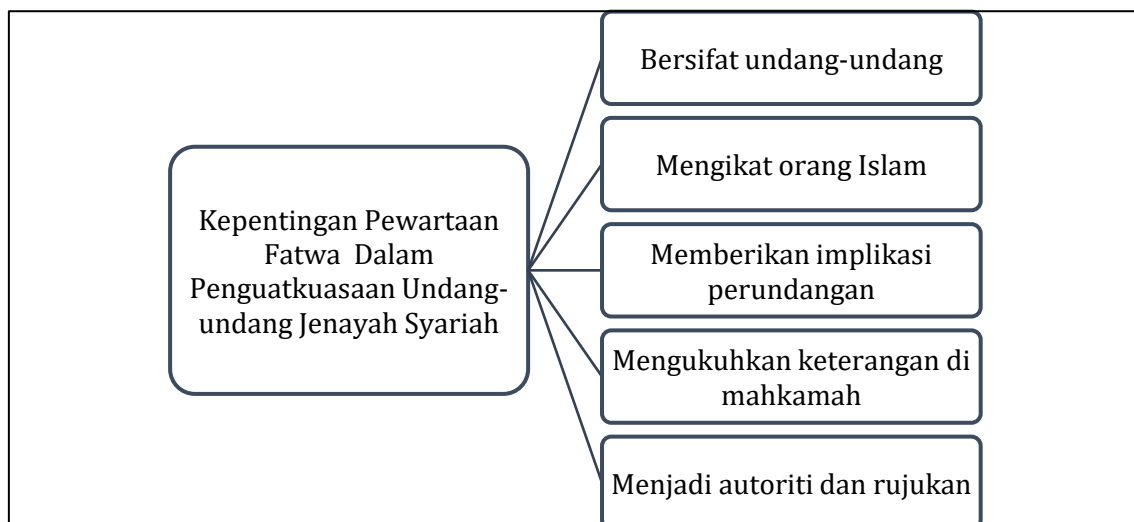 Kepentingan Pewartaan
Fatwa Dalam
Penguatkuasaan Undang-
undang Jenayah Syariah
Bersifat undang-undang
Mengikat orang Islam
Memberikan implikasi
perundangan
Mengukuhkan keterangan di
mahkamah
Menjadi autoriti dan rujukan